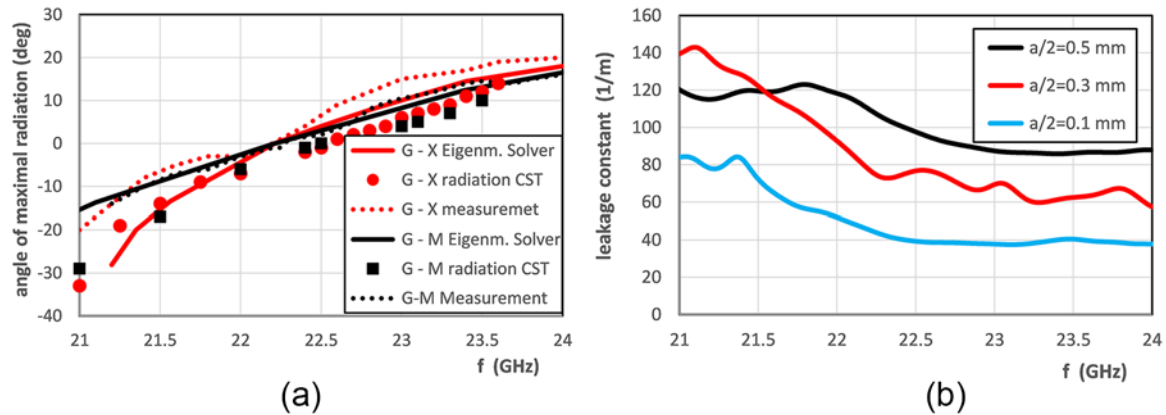 angle of maximal radiation (deg)
30
20
10
0
-10
-20
-30
-40
21
21.5
22
22.5
23
23.5
24
f (GHz)
G - X Eigenm. Solver
G - X radiation CST
G - X measuremet
G - M Eigenm. Solver
G - M radiation CST
G-M Measurement
(a)
leakage constant (1/m)
160
140
120
100
80
60
40
20
0
21
21.5
22
22.5
23
23.5
24
f (GHz)
a/2=0.5 mm
a/2=0.3 mm
a/2=0.1 mm
(b)